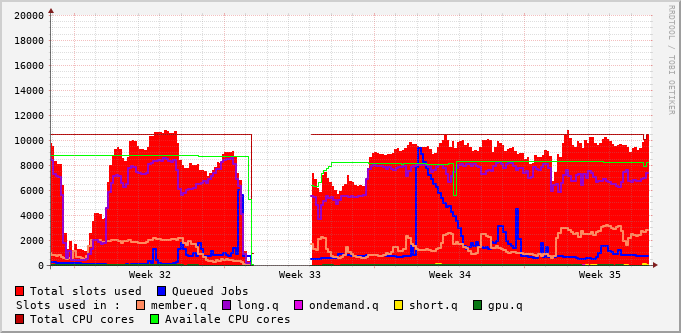 20000
18000
16000
14000
12000
10000
8000
6000
4000
2000
0
Week 32 Week 33 Week 34 Week 35
RRDTOOL / TOBI OETIKER
Total slots used Queued Jobs
Slots used in : member.q long.q ondemand.q short.q gpu.q
Total CPU cores Availale CPU cores